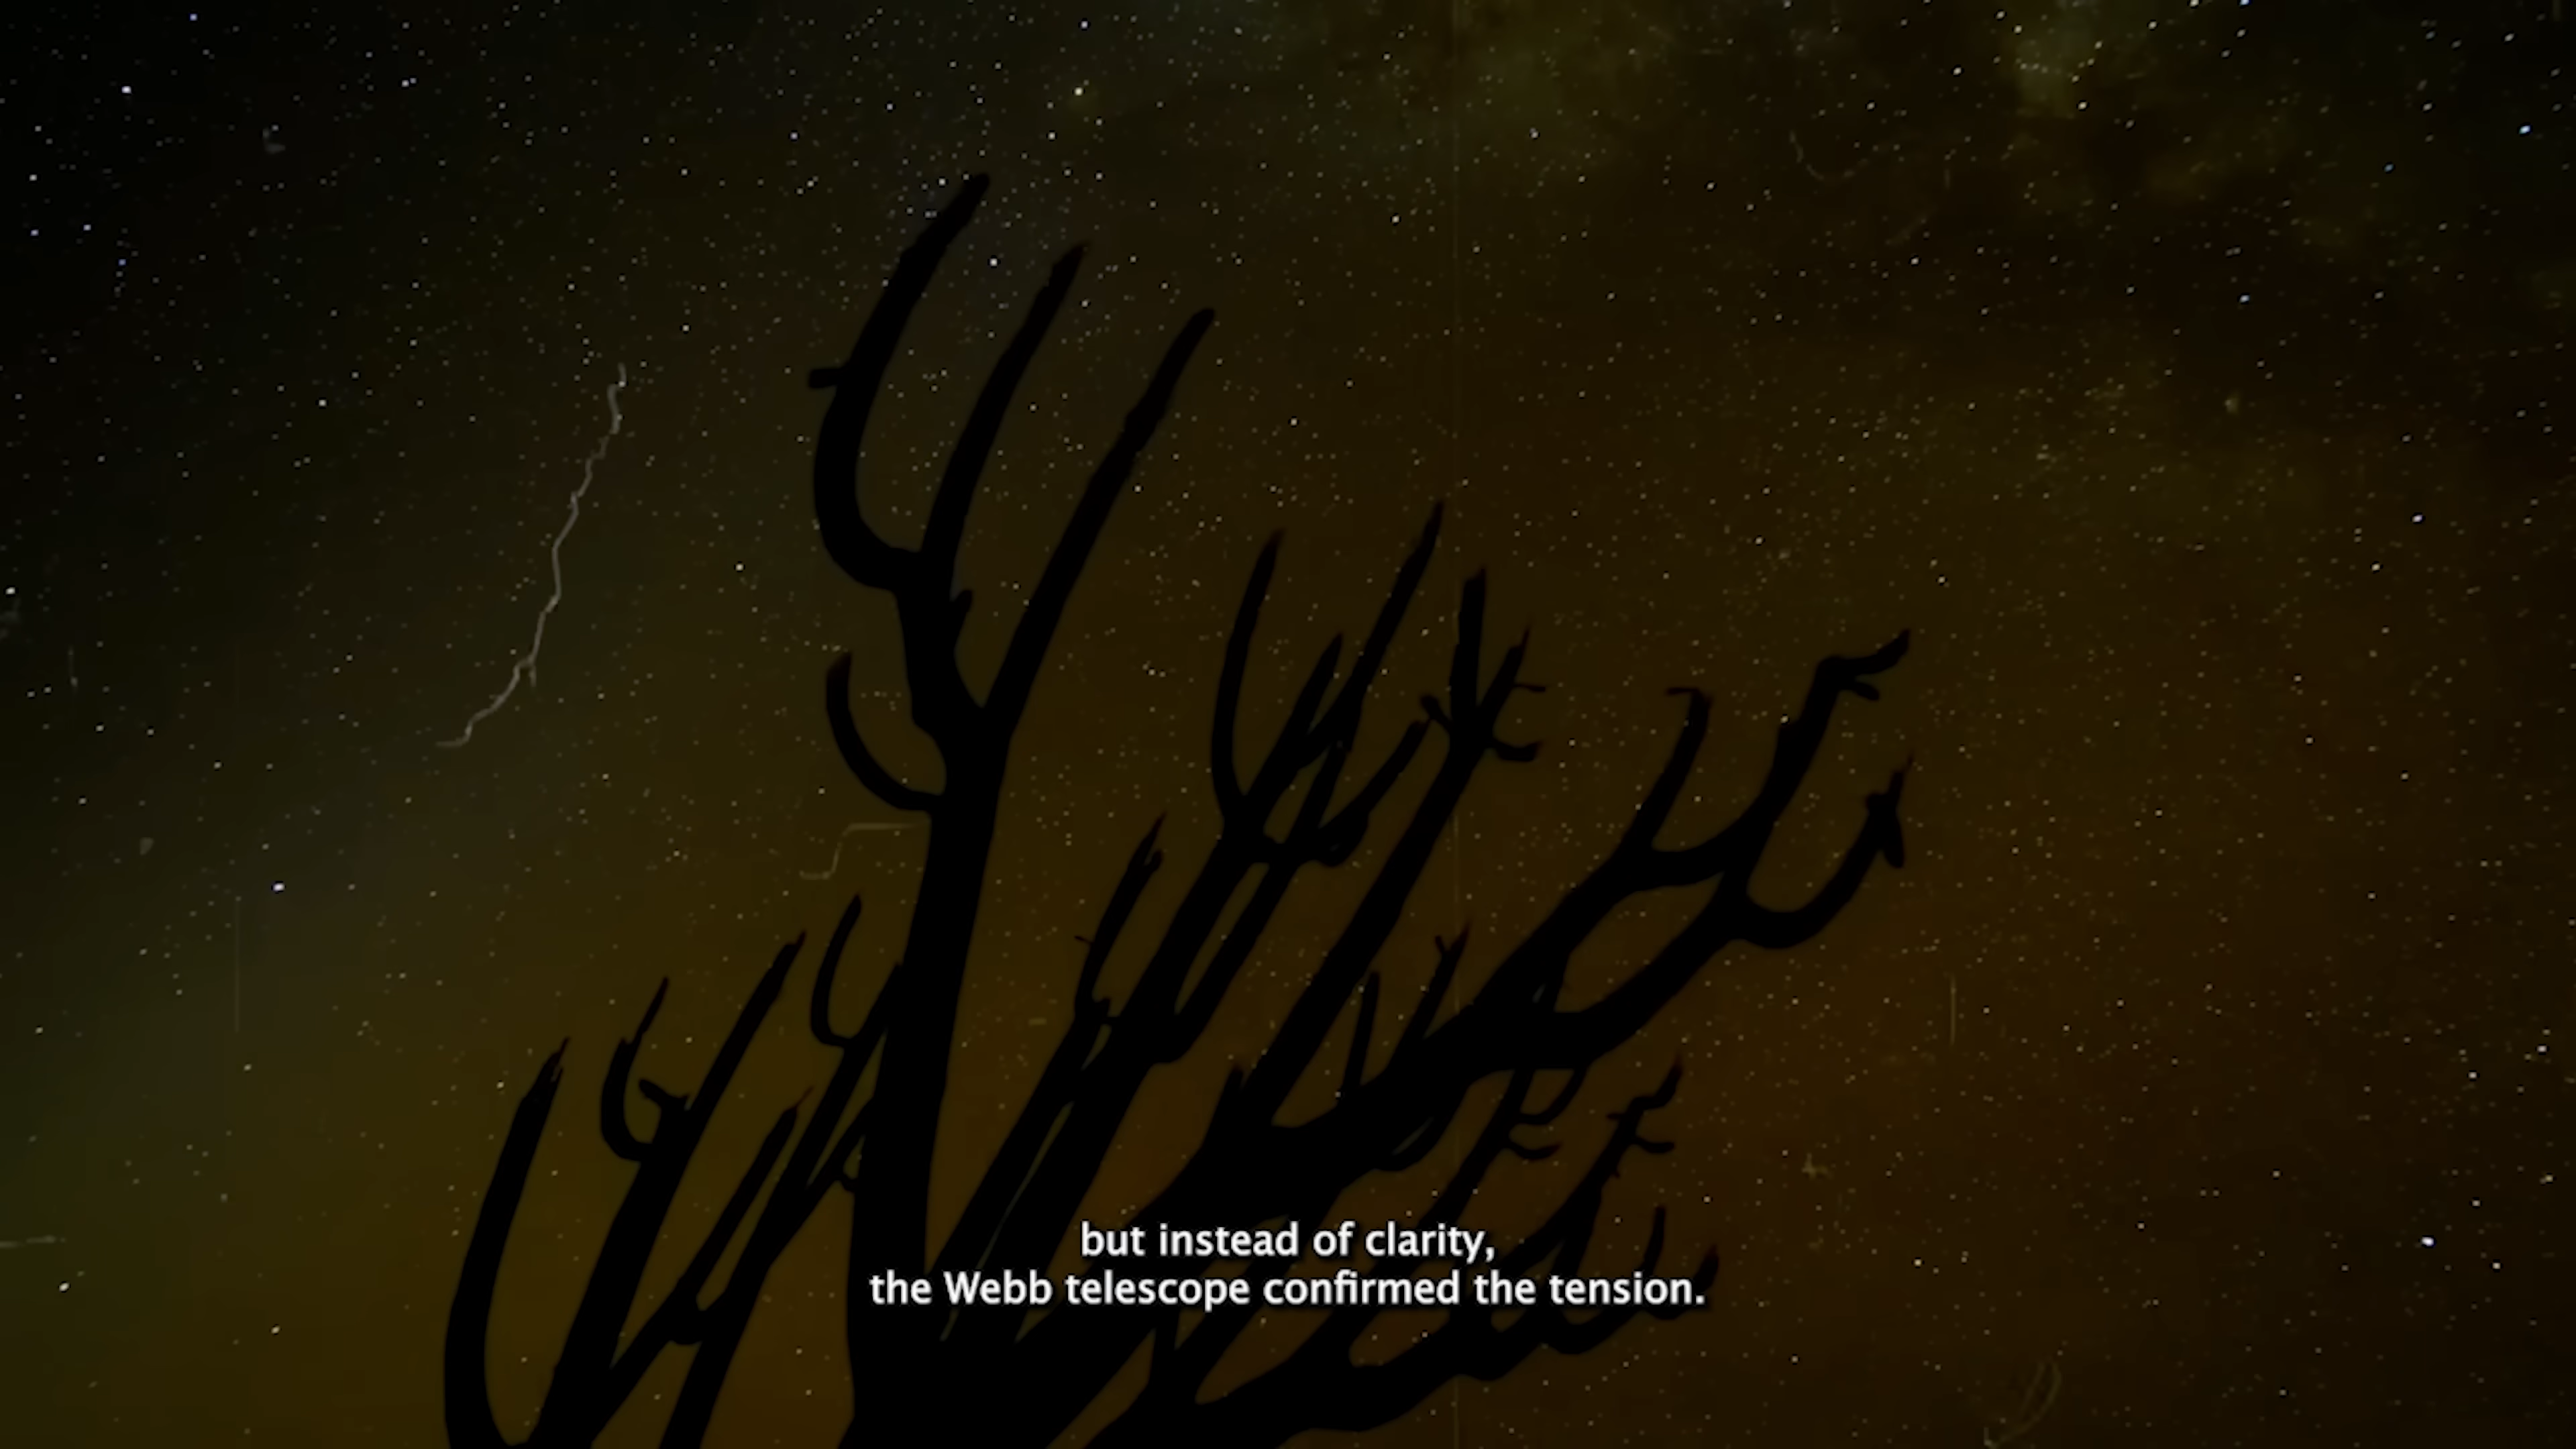 but instead of clarity,
the Webb telescope confirmed the tension.